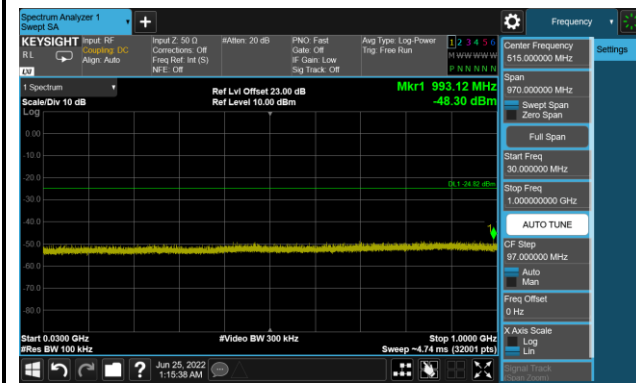 Spectrum Analyzer 1
Swept SA
Frequency
KEYSIGHT
RL
LXI
Input: RF
Coupling: DC
Align: Auto
Input Z: 50 Ω
Corrections: Off
Freq Ref: Int (S)
NFE: Off
#Atten: 20 dB
PNO: Fast
Gate: Off
IF Gain: Low
Sig Track: Off
Avg Type: Log-Power
Trig: Free Run
1 2 3 4 5 6
M W W W W W
P N N N N N
Center Frequency
515.000000 MHz
Settings
Span
970.000000 MHz
Swept Span
Zero Span
Full Span
Start Freq
30.000000 MHz
Stop Freq
1.000000000 GHz
AUTO TUNE
CF Step
97.000000 MHz
Auto
Man
Freq Offset
0 Hz
X Axis Scale
Log
Lin
Signal Track
(Span Zoom)
1 Spectrum
Scale/Div 10 dB
Log
Ref Lvl Offset 23.00 dB
Ref Level 10.00 dBm
Mkr1 993.12 MHz
-48.30 dBm
0.00
-10.0
-20.0
DL1 -24.62 dBm
-30.0
-40.0
1
-50.0
-60.0
-70.0
-80.0
Start 0.0300 GHz
#Res BW 100 kHz
#Video BW 300 kHz
Stop 1.0000 GHz
Sweep ~4.74 ms (32001 pts)
?
Jun 25, 2022
1:15:38 AM